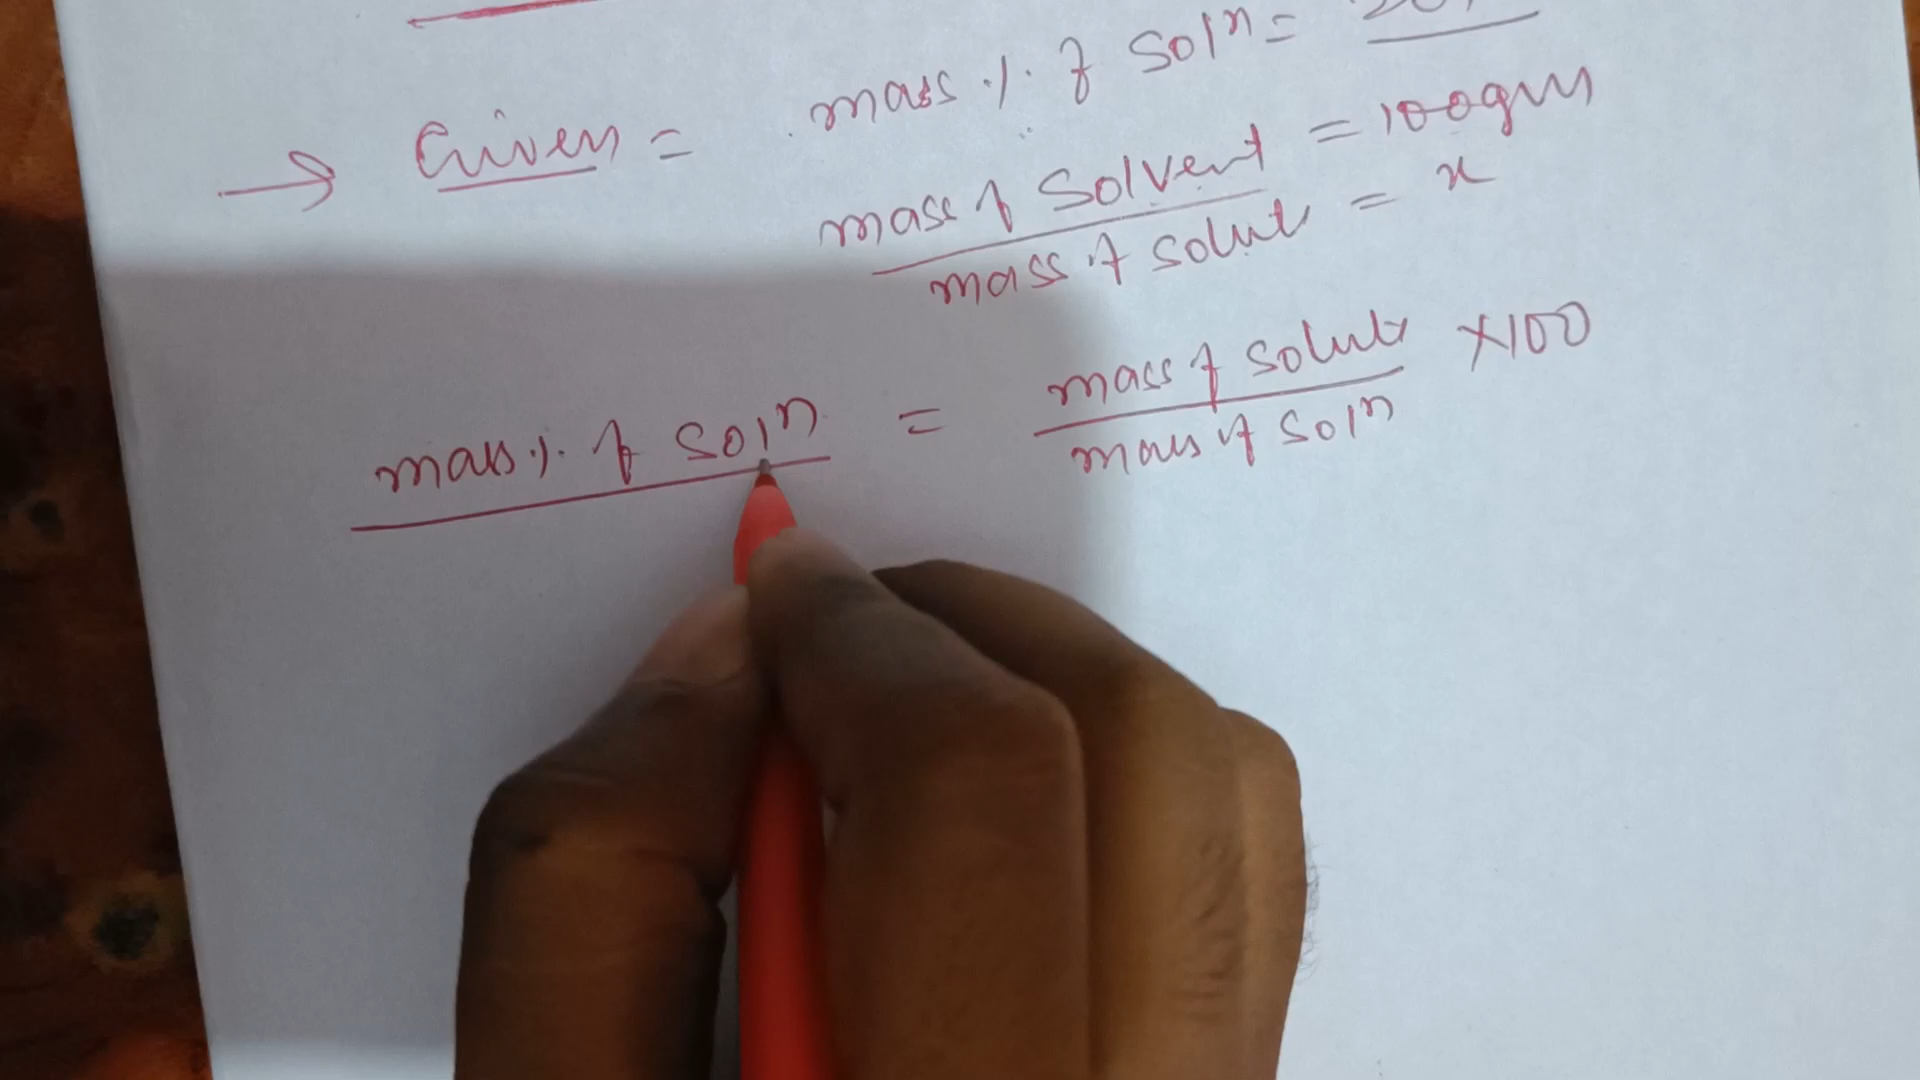 mass % of solⁿ =
Given =
mass of Solvent = 100gm
mass of solute = x
mass % of solⁿ = mass of solute / mass of solⁿ ×100